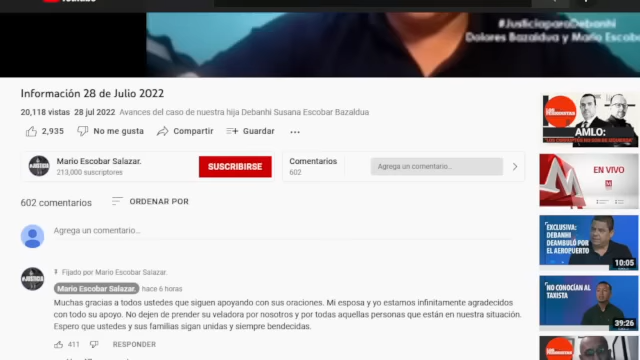 #JusticiaparaDebanhi
Dolores Bazaldua y Mario Escobar
Información 28 de Julio 2022
20,118 vistas 28 jul 2022 Avances del caso de nuestra hija Debanhi Susana Escobar Bazaldua
2,935 No me gusta Compartir Guardar ...
Mario Escobar Salazar.
213,000 suscriptores
SUSCRIBIRSE
Comentarios
602
Agrega un comentario...
602 comentarios ORDENAR POR
Agrega un comentario...
Fijado por Mario Escobar Salazar.
Mario Escobar Salazar. hace 6 horas
Muchas gracias a todos ustedes que siguen apoyando con sus oraciones. Mi esposa y yo estamos infinitamente agradecidos
con todo su apoyo. No dejen de prender su veladora por nosotros y por todas aquellas personas que están en nuestra situación.
Espero que ustedes y sus familias sigan unidas y siempre bendecidas.
411 RESPONDER
AMLO:
EN VIVO
EXCLUSIVA:
DEBANHI
DEAMBULÓ POR
EL AEROPUERTO
10:05
NO CONOCÍAN AL
TAXISTA
39:26